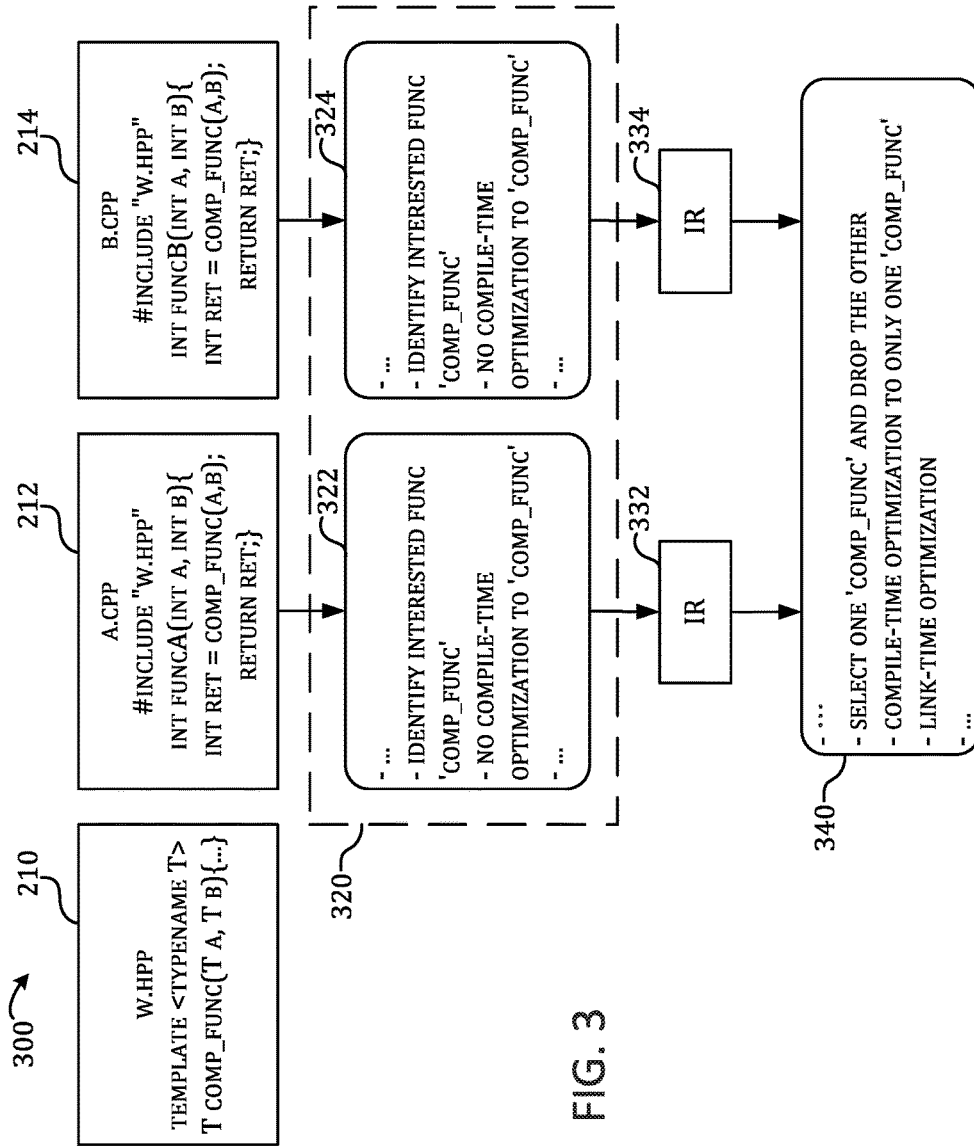 300
210
W.HPP
TEMPLATE <TYPENAME T>
T COMP_FUNC(T A, T B){...}
212
A.CPP
#INCLUDE "W.HPP"
INT FUNCA(INT A, INT B){
INT RET = COMP_FUNC(A,B);
RETURN RET;}
214
B.CPP
#INCLUDE "W.HPP"
INT FUNCB(INT A, INT B){
INT RET = COMP_FUNC(A,B);
RETURN RET;}
320
322
- ...
- IDENTIFY INTERESTED FUNC
'COMP_FUNC'
- NO COMPILE-TIME
OPTIMIZATION TO 'COMP_FUNC'
- ...
324
- ...
- IDENTIFY INTERESTED FUNC
'COMP_FUNC'
- NO COMPILE-TIME
OPTIMIZATION TO 'COMP_FUNC'
- ...
332
IR
334
IR
340
- ...
- SELECT ONE 'COMP_FUNC' AND DROP THE OTHER
- COMPILE-TIME OPTIMIZATION TO ONLY ONE 'COMP_FUNC'
- LINK-TIME OPTIMIZATION
- ...
FIG. 3